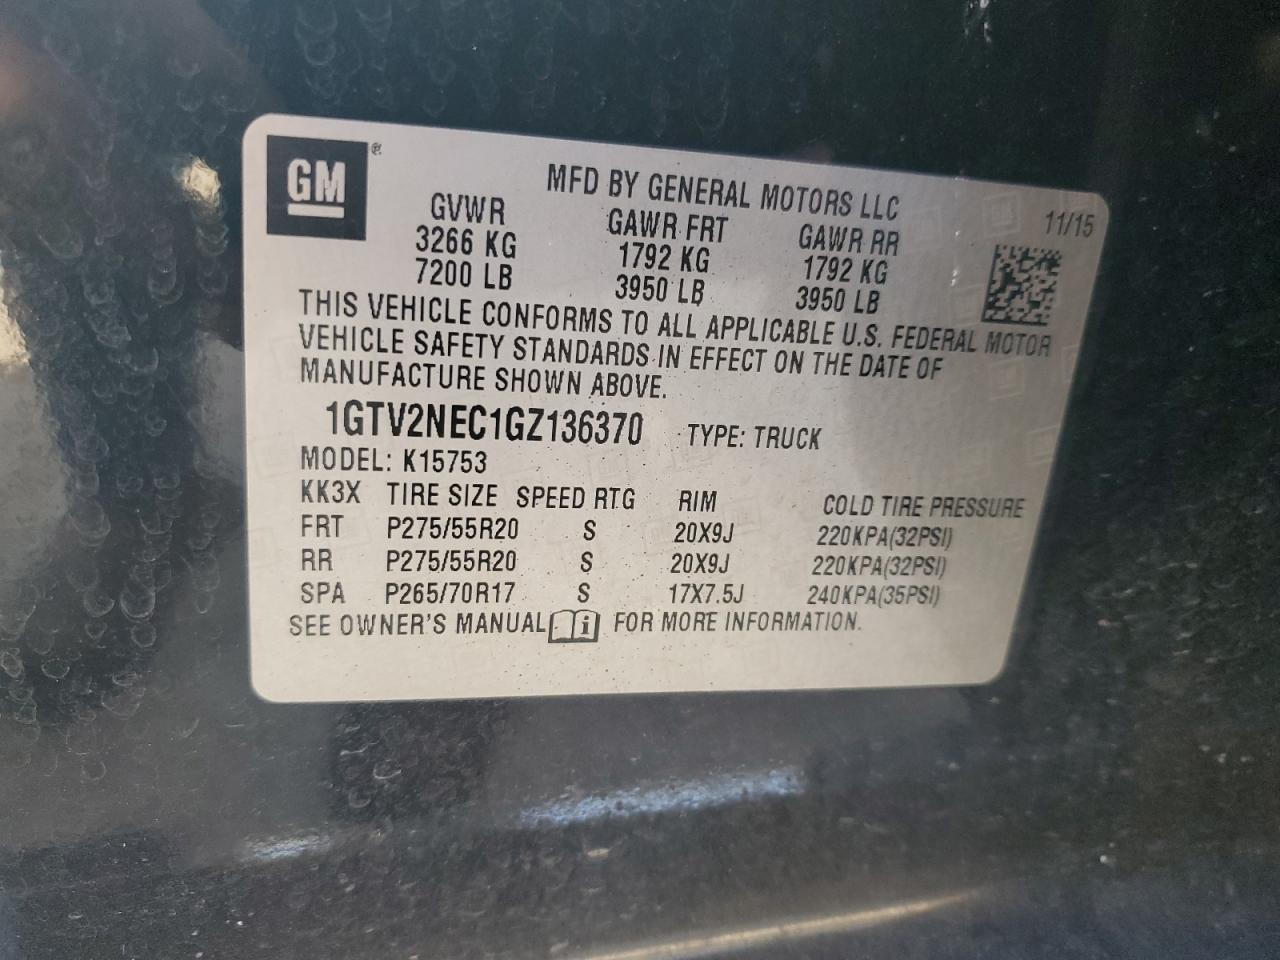 GM ®
MFD BY GENERAL MOTORS LLC
11/15
GVWR GAWR FRT GAWR RR
3266 KG 1792 KG 1792 KG
7200 LB 3950 LB 3950 LB
THIS VEHICLE CONFORMS TO ALL APPLICABLE U.S. FEDERAL MOTOR
VEHICLE SAFETY STANDARDS IN EFFECT ON THE DATE OF
MANUFACTURE SHOWN ABOVE.
1GTV2NEC1GZ136370 TYPE: TRUCK
MODEL: K15753
KK3X TIRE SIZE SPEED RTG RIM COLD TIRE PRESSURE
FRT P275/55R20 S 20X9J 220KPA(32PSI)
RR P275/55R20 S 20X9J 220KPA(32PSI)
SPA P265/70R17 S 17X7.5J 240KPA(35PSI)
SEE OWNER'S MANUAL i FOR MORE INFORMATION.